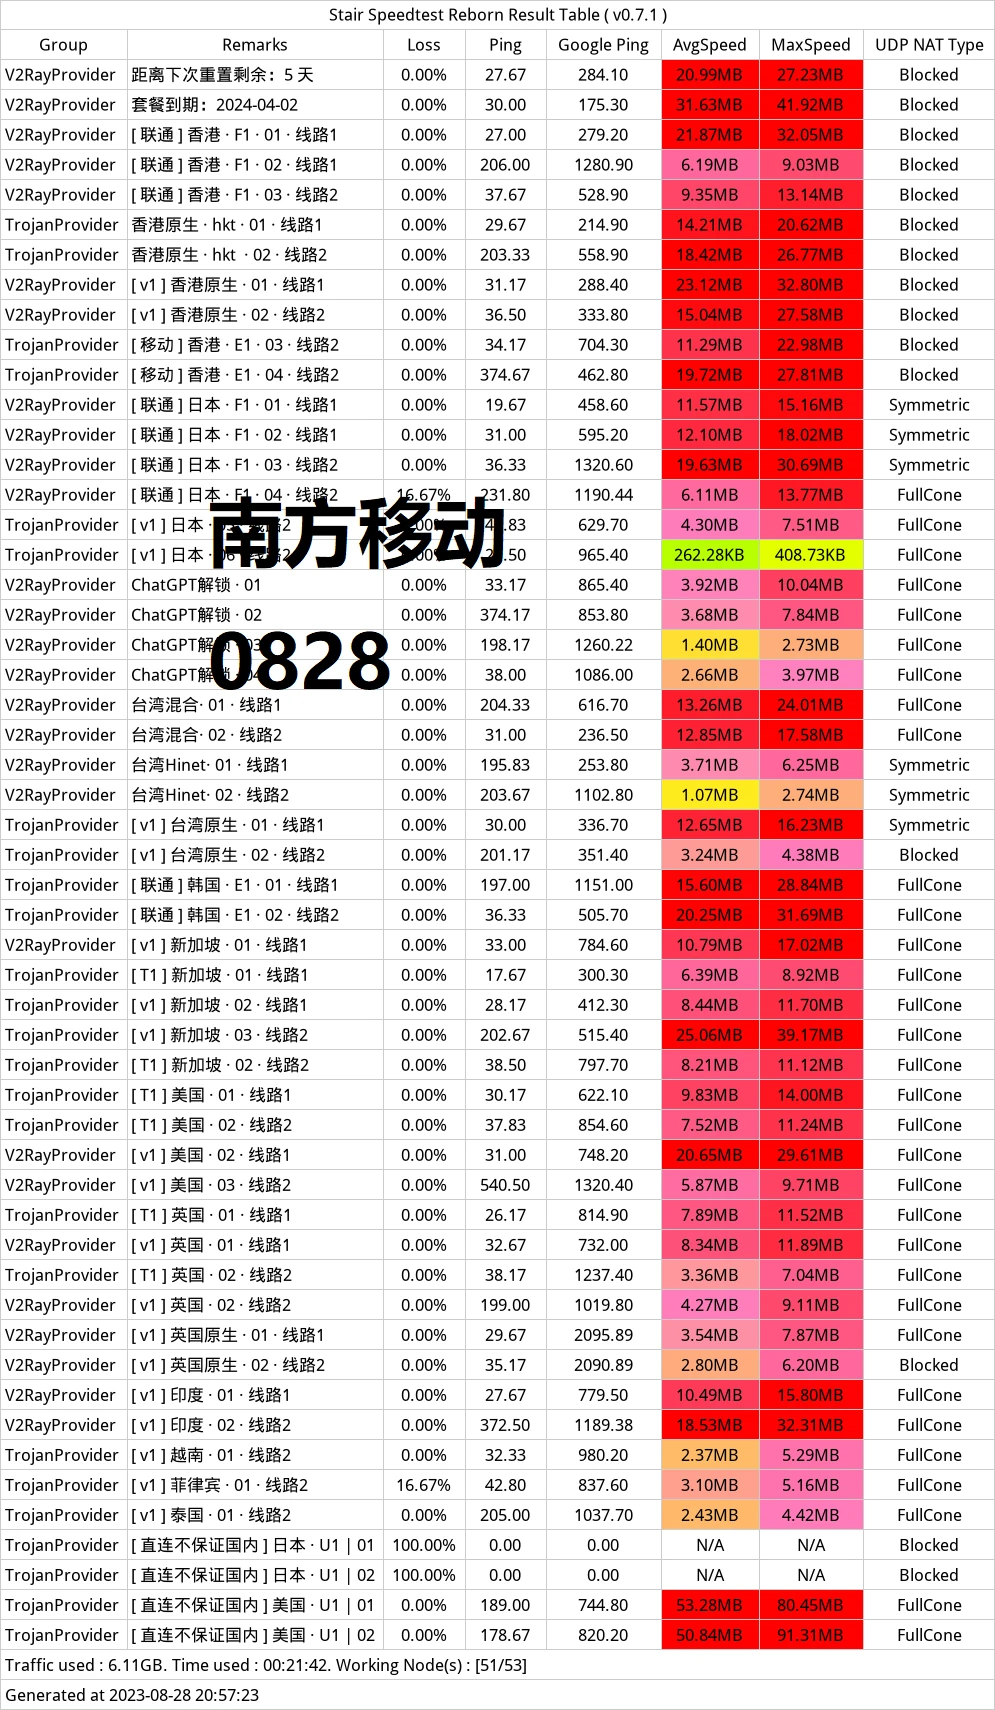 Stair Speedtest Reborn Result Table ( v0.7.1 )
Group Remarks Loss Ping Google Ping AvgSpeed MaxSpeed UDP NAT Type
V2RayProvider 距离下次重置剩余：5 天 0.00% 27.67 284.10 20.99MB 27.23MB Blocked
V2RayProvider 套餐到期：2024-04-02 0.00% 30.00 175.30 31.63MB 41.92MB Blocked
V2RayProvider [ 联通 ] 香港 · F1 · 01 · 线路1 0.00% 27.00 279.20 21.87MB 32.05MB Blocked
V2RayProvider [ 联通 ] 香港 · F1 · 02 · 线路1 0.00% 206.00 1280.90 6.19MB 9.03MB Blocked
V2RayProvider [ 联通 ] 香港 · F1 · 03 · 线路2 0.00% 37.67 528.90 9.35MB 13.14MB Blocked
TrojanProvider 香港原生 · hkt · 01 · 线路1 0.00% 29.67 214.90 14.21MB 20.62MB Blocked
TrojanProvider 香港原生 · hkt · 02 · 线路2 0.00% 203.33 558.90 18.42MB 26.77MB Blocked
V2RayProvider [ v1 ] 香港原生 · 01 · 线路1 0.00% 31.17 288.40 23.12MB 32.80MB Blocked
V2RayProvider [ v1 ] 香港原生 · 02 · 线路2 0.00% 36.50 333.80 15.04MB 27.58MB Blocked
TrojanProvider [ 移动 ] 香港 · E1 · 03 · 线路2 0.00% 34.17 704.30 11.29MB 22.98MB Blocked
TrojanProvider [ 移动 ] 香港 · E1 · 04 · 线路2 0.00% 374.67 462.80 19.72MB 27.81MB Blocked
V2RayProvider [ 联通 ] 日本 · F1 · 01 · 线路1 0.00% 19.67 458.60 11.57MB 15.16MB Symmetric
V2RayProvider [ 联通 ] 日本 · F1 · 02 · 线路1 0.00% 31.00 595.20 12.10MB 18.02MB Symmetric
V2RayProvider [ 联通 ] 日本 · F1 · 03 · 线路2 0.00% 36.33 1320.60 19.63MB 30.69MB Symmetric
V2RayProvider [ 联通 ] 日本 · F1 · 04 · 线路2 16.67% 231.80 1190.44 6.11MB 13.77MB FullCone
南方移动
TrojanProvider [ v1 ] 日本 · 629.70 4.30MB 7.51MB FullCone
TrojanProvider [ v1 ] 日本 · 965.40 262.28KB 408.73KB FullCone
V2RayProvider ChatGPT解锁 · 01 0.00% 33.17 865.40 3.92MB 10.04MB FullCone
V2RayProvider ChatGPT解锁 · 02 0.00% 374.17 853.80 3.68MB 7.84MB FullCone
0828
V2RayProvider ChatGPT解锁 · 03 0.00% 198.17 1260.22 1.40MB 2.73MB FullCone
V2RayProvider ChatGPT解锁 · 04 0.00% 38.00 1086.00 2.66MB 3.97MB FullCone
V2RayProvider 台湾混合· 01 · 线路1 0.00% 204.33 616.70 13.26MB 24.01MB FullCone
V2RayProvider 台湾混合· 02 · 线路2 0.00% 31.00 236.50 12.85MB 17.58MB FullCone
V2RayProvider 台湾Hinet· 01 · 线路1 0.00% 195.83 253.80 3.71MB 6.25MB Symmetric
V2RayProvider 台湾Hinet· 02 · 线路2 0.00% 203.67 1102.80 1.07MB 2.74MB Symmetric
TrojanProvider [ v1 ] 台湾原生 · 01 · 线路1 0.00% 30.00 336.70 12.65MB 16.23MB Symmetric
TrojanProvider [ v1 ] 台湾原生 · 02 · 线路2 0.00% 201.17 351.40 3.24MB 4.38MB Blocked
TrojanProvider [ 联通 ] 韩国 · E1 · 01 · 线路1 0.00% 197.00 1151.00 15.60MB 28.84MB FullCone
TrojanProvider [ 联通 ] 韩国 · E1 · 02 · 线路2 0.00% 36.33 505.70 20.25MB 31.69MB FullCone
V2RayProvider [ v1 ] 新加坡 · 01 · 线路1 0.00% 33.00 784.60 10.79MB 17.02MB FullCone
TrojanProvider [ T1 ] 新加坡 · 01 · 线路1 0.00% 17.67 300.30 6.39MB 8.92MB FullCone
TrojanProvider [ v1 ] 新加坡 · 02 · 线路1 0.00% 28.17 412.30 8.44MB 11.70MB FullCone
TrojanProvider [ v1 ] 新加坡 · 03 · 线路2 0.00% 202.67 515.40 25.06MB 39.17MB FullCone
TrojanProvider [ T1 ] 新加坡 · 02 · 线路2 0.00% 38.50 797.70 8.21MB 11.12MB FullCone
TrojanProvider [ T1 ] 美国 · 01 · 线路1 0.00% 30.17 622.10 9.83MB 14.00MB FullCone
TrojanProvider [ T1 ] 美国 · 02 · 线路2 0.00% 37.83 854.60 7.52MB 11.24MB FullCone
V2RayProvider [ v1 ] 美国 · 02 · 线路1 0.00% 31.00 748.20 20.65MB 29.61MB FullCone
V2RayProvider [ v1 ] 美国 · 03 · 线路2 0.00% 540.50 1320.40 5.87MB 9.71MB FullCone
TrojanProvider [ T1 ] 英国 · 01 · 线路1 0.00% 26.17 814.90 7.89MB 11.52MB FullCone
V2RayProvider [ v1 ] 英国 · 01 · 线路1 0.00% 32.67 732.00 8.34MB 11.89MB FullCone
TrojanProvider [ T1 ] 英国 · 02 · 线路2 0.00% 38.17 1237.40 3.36MB 7.04MB FullCone
V2RayProvider [ v1 ] 英国 · 02 · 线路2 0.00% 199.00 1019.80 4.27MB 9.11MB FullCone
V2RayProvider [ v1 ] 英国原生 · 01 · 线路1 0.00% 29.67 2095.89 3.54MB 7.87MB FullCone
V2RayProvider [ v1 ] 英国原生 · 02 · 线路2 0.00% 35.17 2090.89 2.80MB 6.20MB Blocked
V2RayProvider [ v1 ] 印度 · 01 · 线路1 0.00% 27.67 779.50 10.49MB 15.80MB FullCone
V2RayProvider [ v1 ] 印度 · 02 · 线路2 0.00% 372.50 1189.38 18.53MB 32.31MB FullCone
TrojanProvider [ v1 ] 越南 · 01 · 线路2 0.00% 32.33 980.20 2.37MB 5.29MB FullCone
TrojanProvider [ v1 ] 菲律宾 · 01 · 线路2 16.67% 42.80 837.60 3.10MB 5.16MB FullCone
TrojanProvider [ v1 ] 泰国 · 01 · 线路2 0.00% 205.00 1037.70 2.43MB 4.42MB FullCone
TrojanProvider [ 直连不保证国内 ] 日本 · U1 | 01 100.00% 0.00 0.00 N/A N/A Blocked
TrojanProvider [ 直连不保证国内 ] 日本 · U1 | 02 100.00% 0.00 0.00 N/A N/A Blocked
TrojanProvider [ 直连不保证国内 ] 美国 · U1 | 01 0.00% 189.00 744.80 53.28MB 80.45MB FullCone
TrojanProvider [ 直连不保证国内 ] 美国 · U1 | 02 0.00% 178.67 820.20 50.84MB 91.31MB FullCone
Traffic used : 6.11GB. Time used : 00:21:42. Working Node(s) : [51/53]
Generated at 2023-08-28 20:57:23